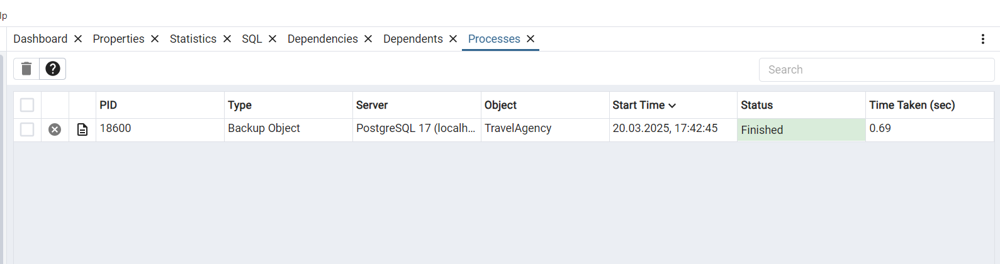 lp
Dashboard Properties Statistics SQL Dependencies Dependents Processes
Search
PID Type Server Object Start Time Status Time Taken (sec)
18600 Backup Object PostgreSQL 17 (localh... TravelAgency 20.03.2025, 17:42:45 Finished 0.69